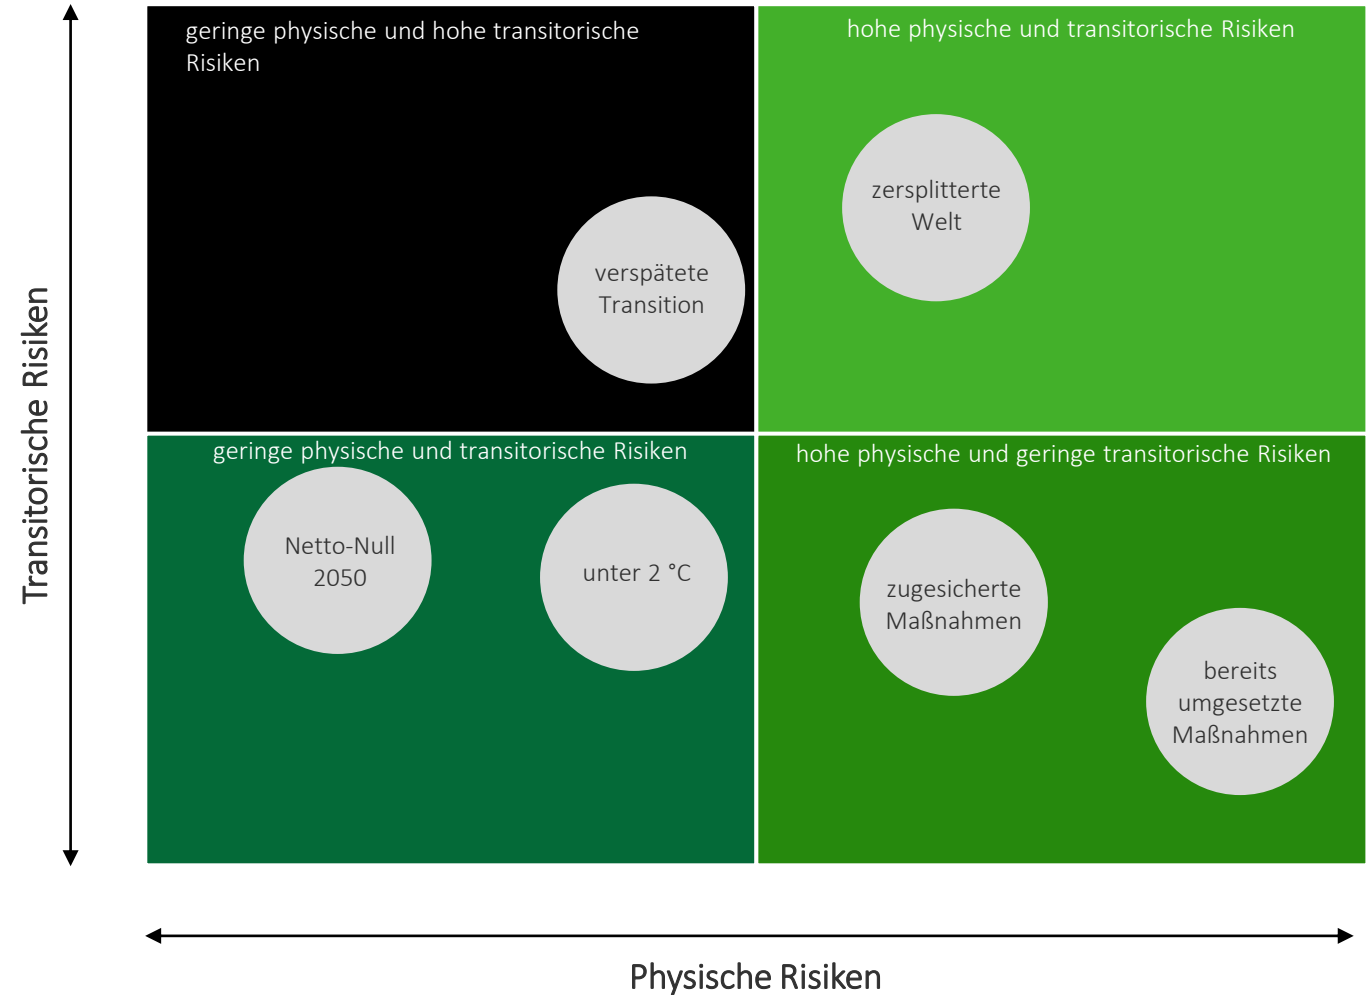 geringe physische und hohe transitorische
Risiken
hohe physische und transitorische Risiken
zersplitterte
Welt
verspätete
Transition
Transitorische Risiken
geringe physische und transitorische Risiken
hohe physische und geringe transitorische Risiken
Netto-Null
2050
unter 2 °C
zugesicherte
Maßnahmen
bereits
umgesetzte
Maßnahmen
Physische Risiken